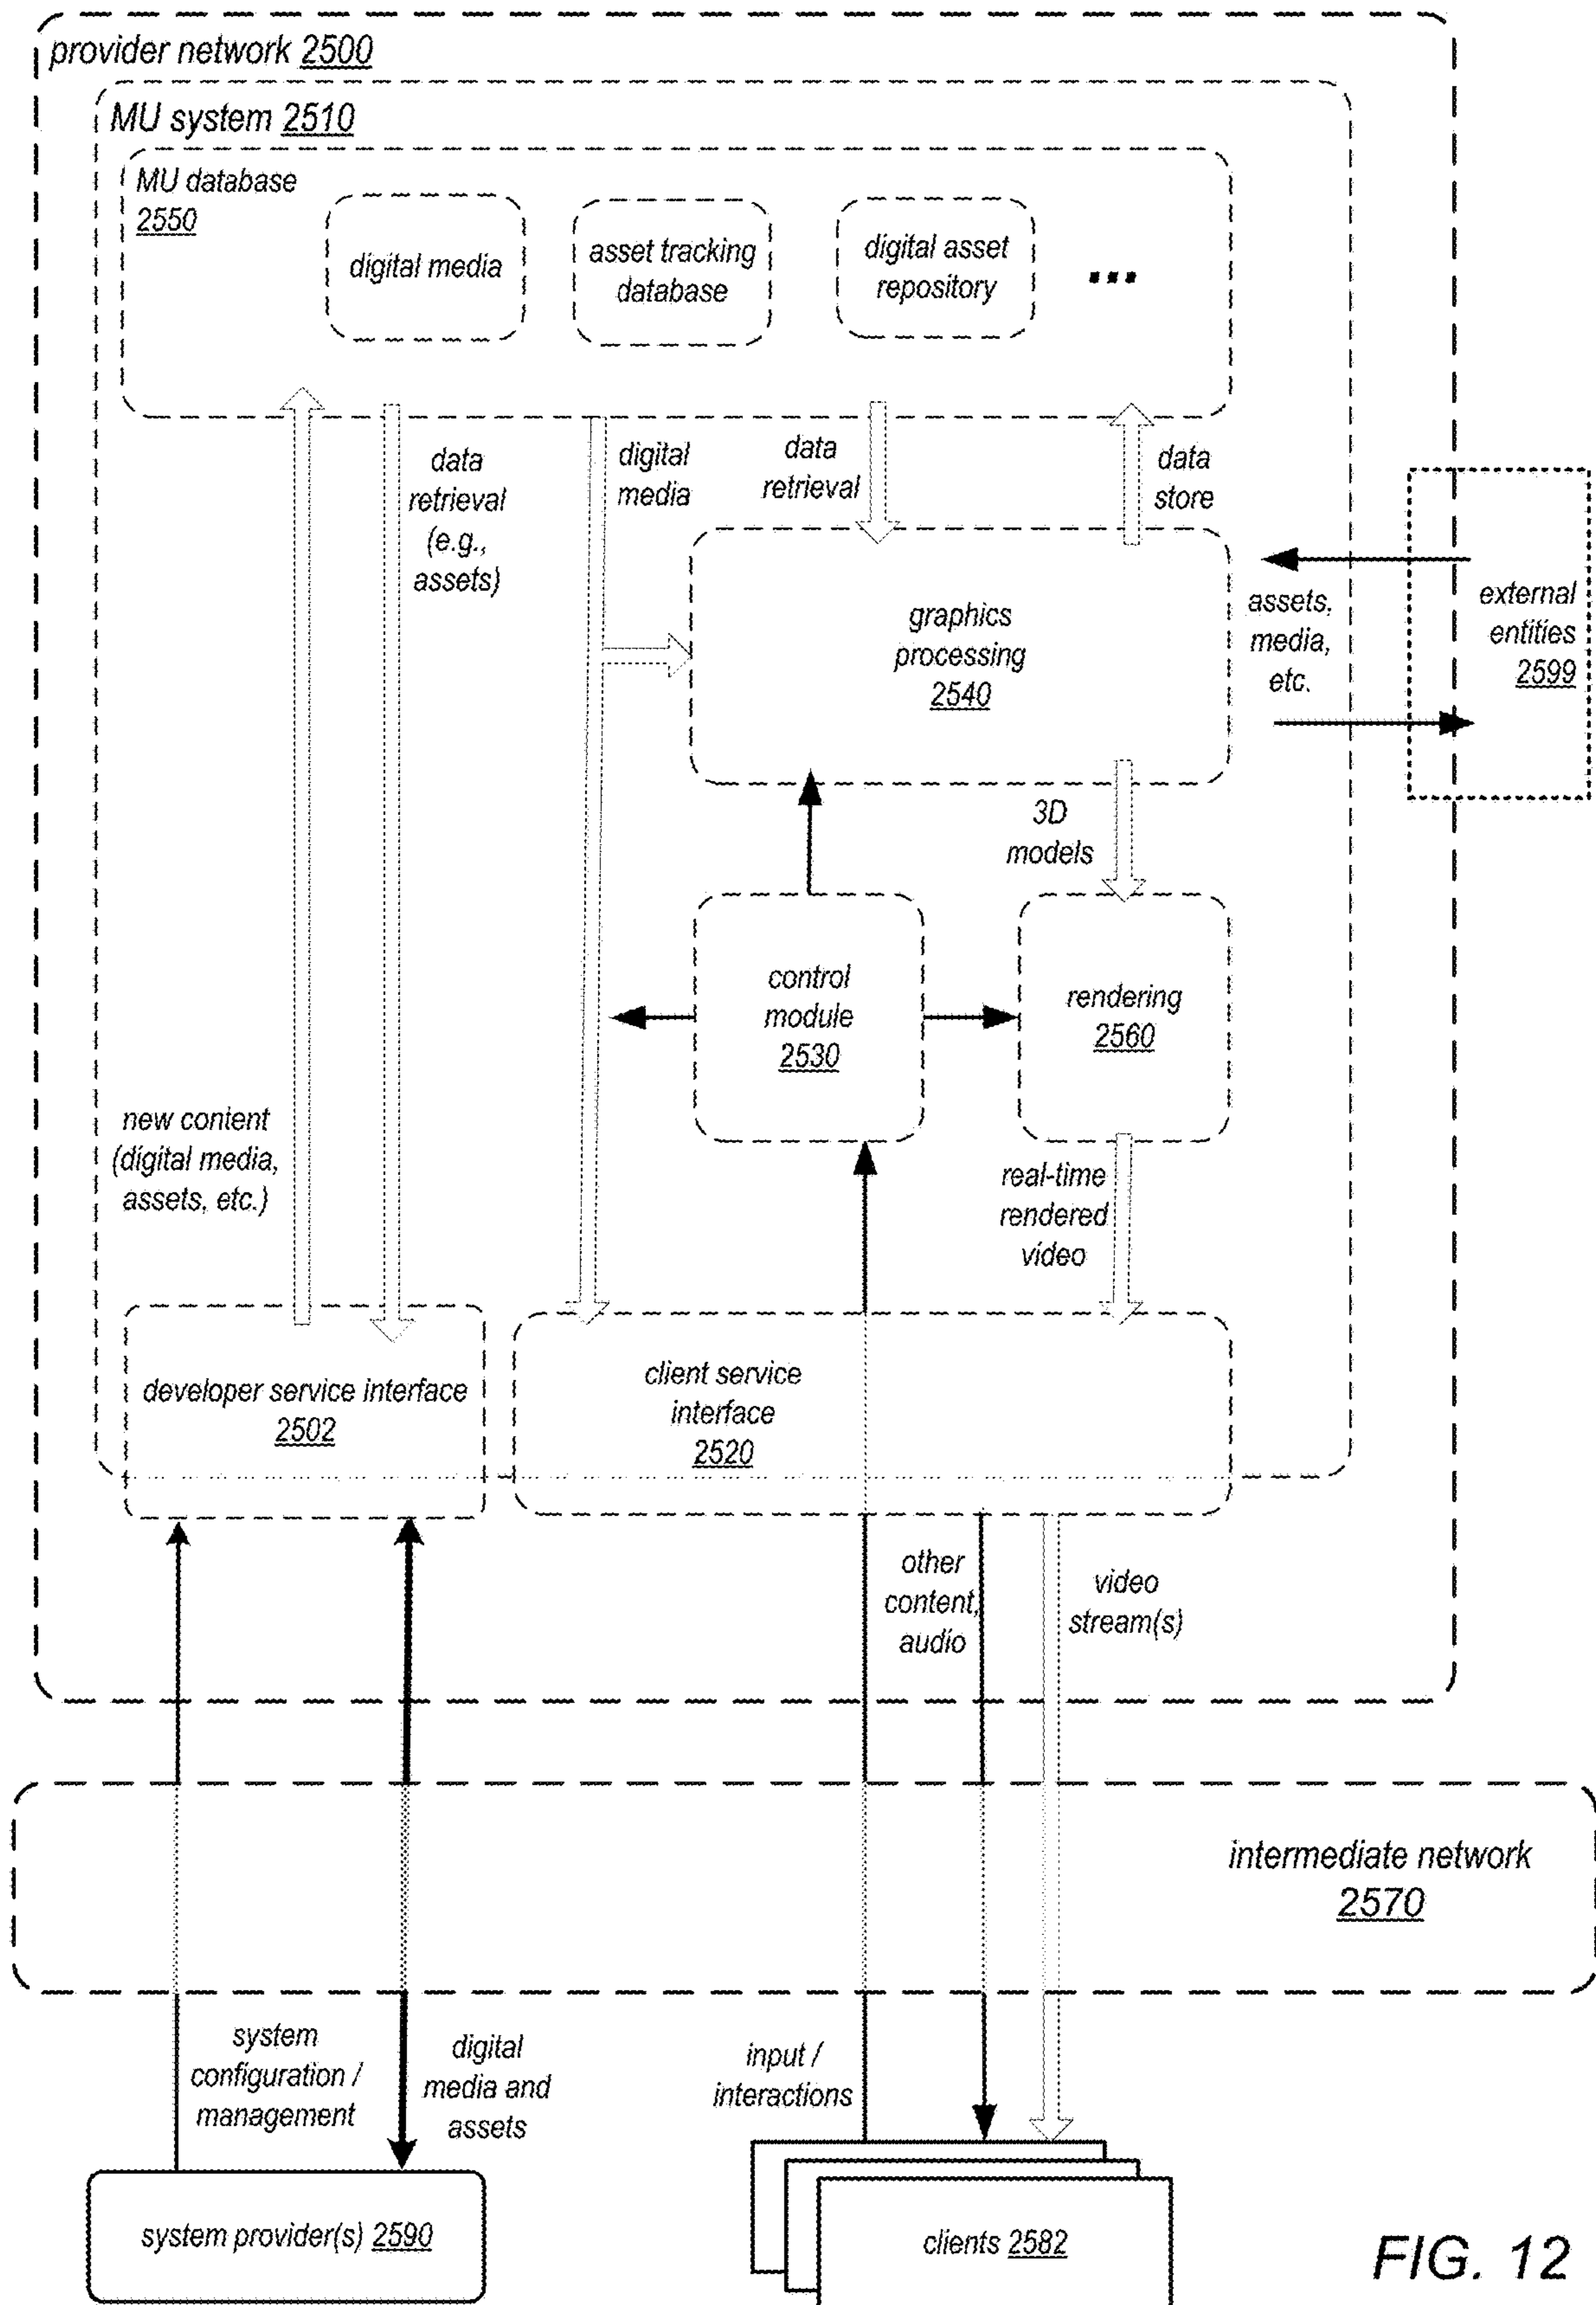 provider network 2500
MU system 2510
MU database
2550
digital media
asset tracking
database
digital asset
repository
...
data
retrieval
(e.g.,
assets)
digital
media
data
retrieval
data
store
graphics
processing
2540
assets,
media,
etc.
external
entities
2599
3D
models
control
module
2530
rendering
2560
new content
(digital media,
assets, etc.)
real-time
rendered
video
developer service interface
2502
client service
interface
2520
other
content,
audio
video
stream(s)
intermediate network
2570
system
configuration /
management
digital
media and
assets
input /
interactions
system provider(s) 2590
clients 2582
FIG. 12